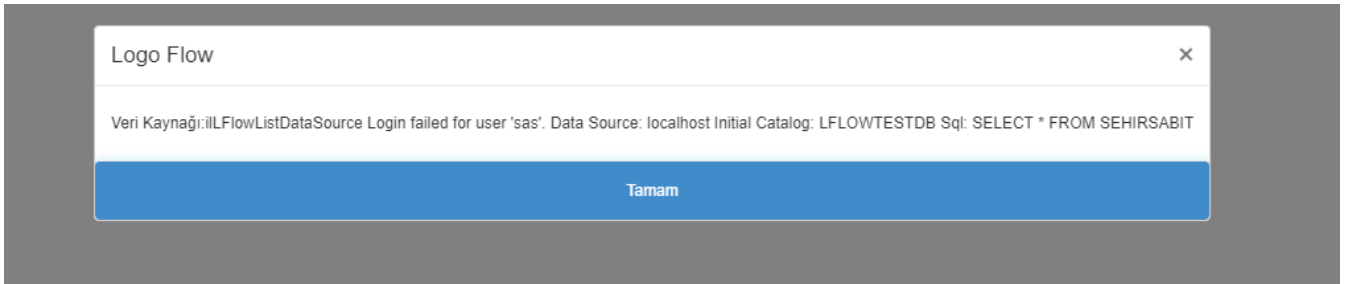 Logo Flow ×
Veri Kaynağı:ilLFlowListDataSource Login failed for user 'sas'. Data Source: localhost Initial Catalog: LFLOWTESTDB Sql: SELECT * FROM SEHIRSABIT
Tamam